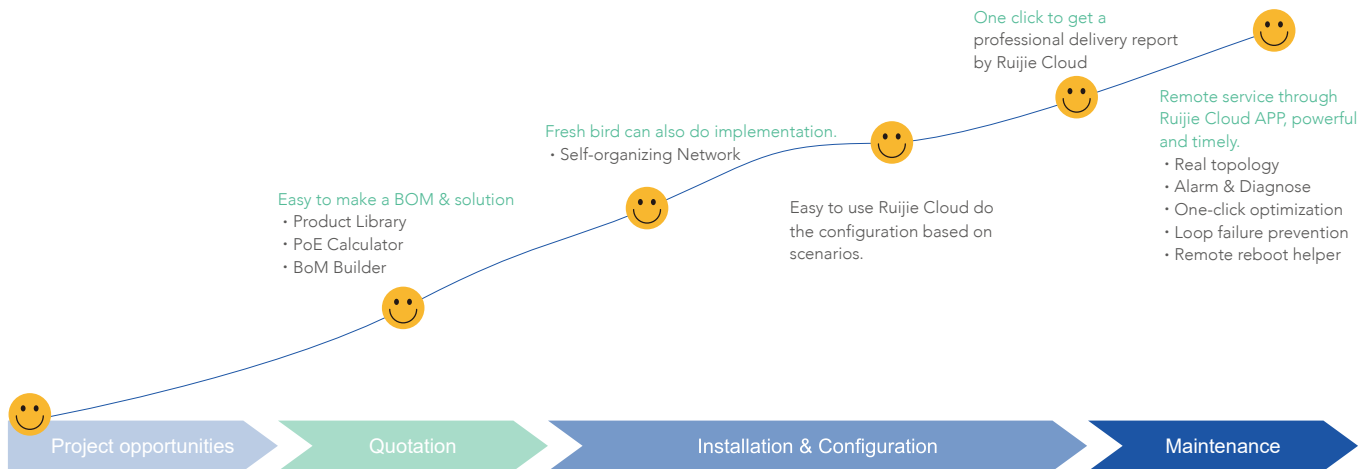 One click to get a
professional delivery report
by Ruijie Cloud
Remote service through
Ruijie Cloud APP, powerful
and timely.
・Real topology
・Alarm & Diagnose
・One-click optimization
・Loop failure prevention
・Remote reboot helper
Fresh bird can also do implementation.
・Self-organizing Network
Easy to use Ruijie Cloud do
the configuration based on
scenarios.
Easy to make a BOM & solution
・Product Library
・PoE Calculator
・BoM Builder
Project opportunities
Quotation
Installation & Configuration
Maintenance